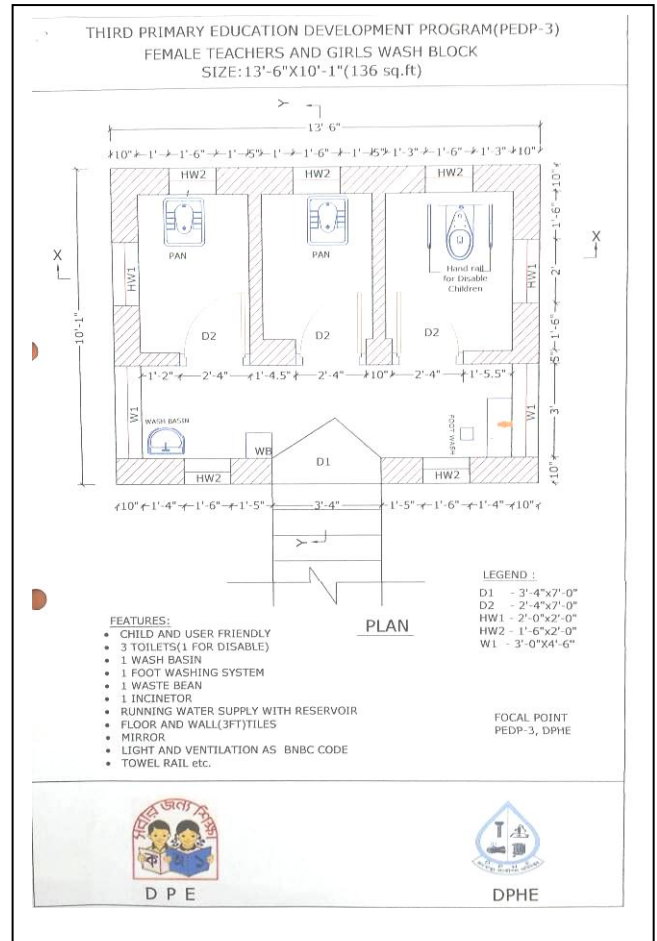 THIRD PRIMARY EDUCATION DEVELOPMENT PROGRAM(PEDP-3)
FEMALE TEACHERS AND GIRLS WASH BLOCK
SIZE:13'-6"X10'-1"(136 sq.ft)
Y
13'-6"
10" 1' 1'-6" 1' 5" 1' 1'-6" 1' 5" 1'-3" 1'-6" 1'-3" 10"
HW2 HW2 HW2
10"
1'-6"
PAN PAN
X X
Hand rail
for Disable
Children
HW1 HW1
2'
10'-1"
1'-6"
D2 D2 D2
5"
1'-2" 2'-4" 1'-4.5" 2'-4" 10" 2'-4" 1'-5.5"
W1 W1
3'
WASH BASIN
FOOT WASH
WB
D1
HW2 HW2
10"
10" 1'-4" 1'-6" 1'-5" 3'-4" 1'-5" 1'-6" 1'-4" 10"
Y
PLAN
LEGEND :
D1 - 3'-4"x7'-0"
D2 - 2'-4"x7'-0"
HW1 - 2'-0"x2'-0"
HW2 - 1'-6"x2'-0"
W1 - 3'-0"X4'-6"
FEATURES:
• CHILD AND USER FRIENDLY
• 3 TOILETS(1 FOR DISABLE)
• 1 WASH BASIN
• 1 FOOT WASHING SYSTEM
• 1 WASTE BEAN
• 1 INCINETOR
• RUNNING WATER SUPPLY WITH RESERVOIR
• FLOOR AND WALL(3FT)TILES
• MIRROR
• LIGHT AND VENTILATION AS BNBC CODE
• TOWEL RAIL etc.
FOCAL POINT
PEDP-3, DPHE
সবার জন্য শিক্ষা
ক অ ১
D P E
DPHE